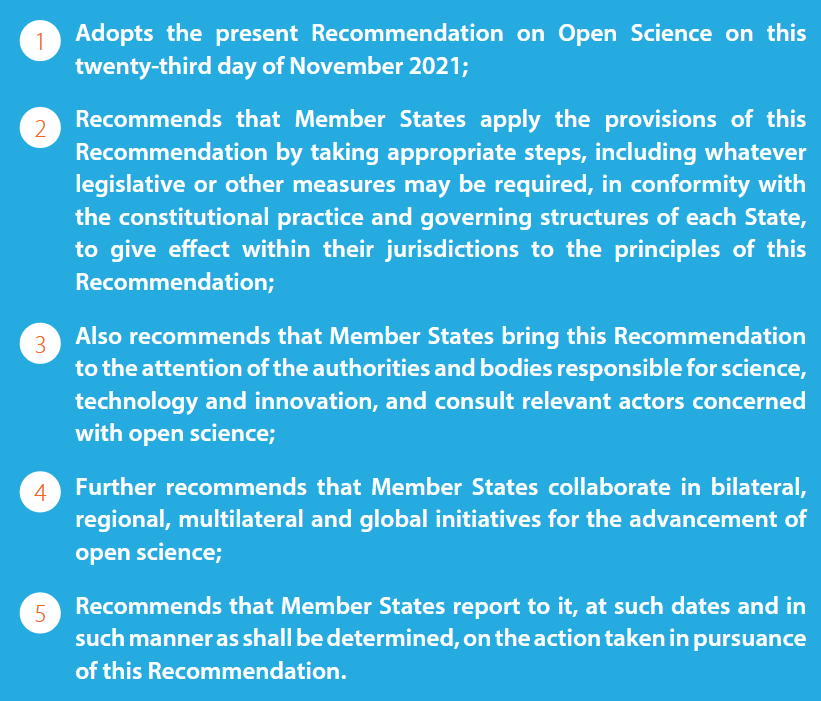 1 Adopts the present Recommendation on Open Science on this
twenty-third day of November 2021;
2 Recommends that Member States apply the provisions of this
Recommendation by taking appropriate steps, including whatever
legislative or other measures may be required, in conformity with
the constitutional practice and governing structures of each State,
to give effect within their jurisdictions to the principles of this
Recommendation;
3 Also recommends that Member States bring this Recommendation
to the attention of the authorities and bodies responsible for science,
technology and innovation, and consult relevant actors concerned
with open science;
4 Further recommends that Member States collaborate in bilateral,
regional, multilateral and global initiatives for the advancement of
open science;
5 Recommends that Member States report to it, at such dates and in
such manner as shall be determined, on the action taken in pursuance
of this Recommendation.